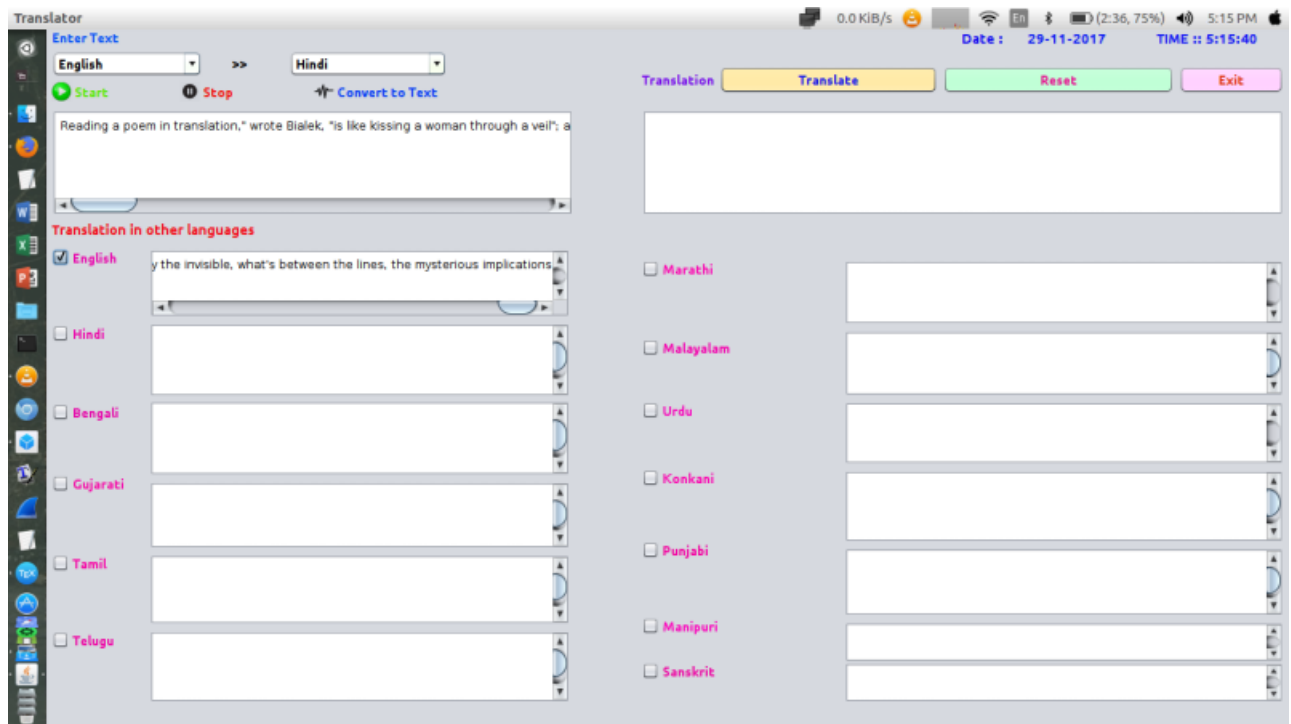 Translator 0.0 KiB/s En (2:36, 75%) 5:15 PM
Enter Text Date : 29-11-2017 TIME :: 5:15:40
English >> Hindi
Translation Translate Reset Exit
Start Stop Convert to Text
Reading a poem in translation," wrote Bialek, "is like kissing a woman through a veil"; a
Translation in other languages
English y the invisible, what's between the lines, the mysterious implications
Marathi
Hindi
Malayalam
Bengali
Urdu
Gujarati
Konkani
Tamil
Punjabi
Telugu
Manipuri
Sanskrit